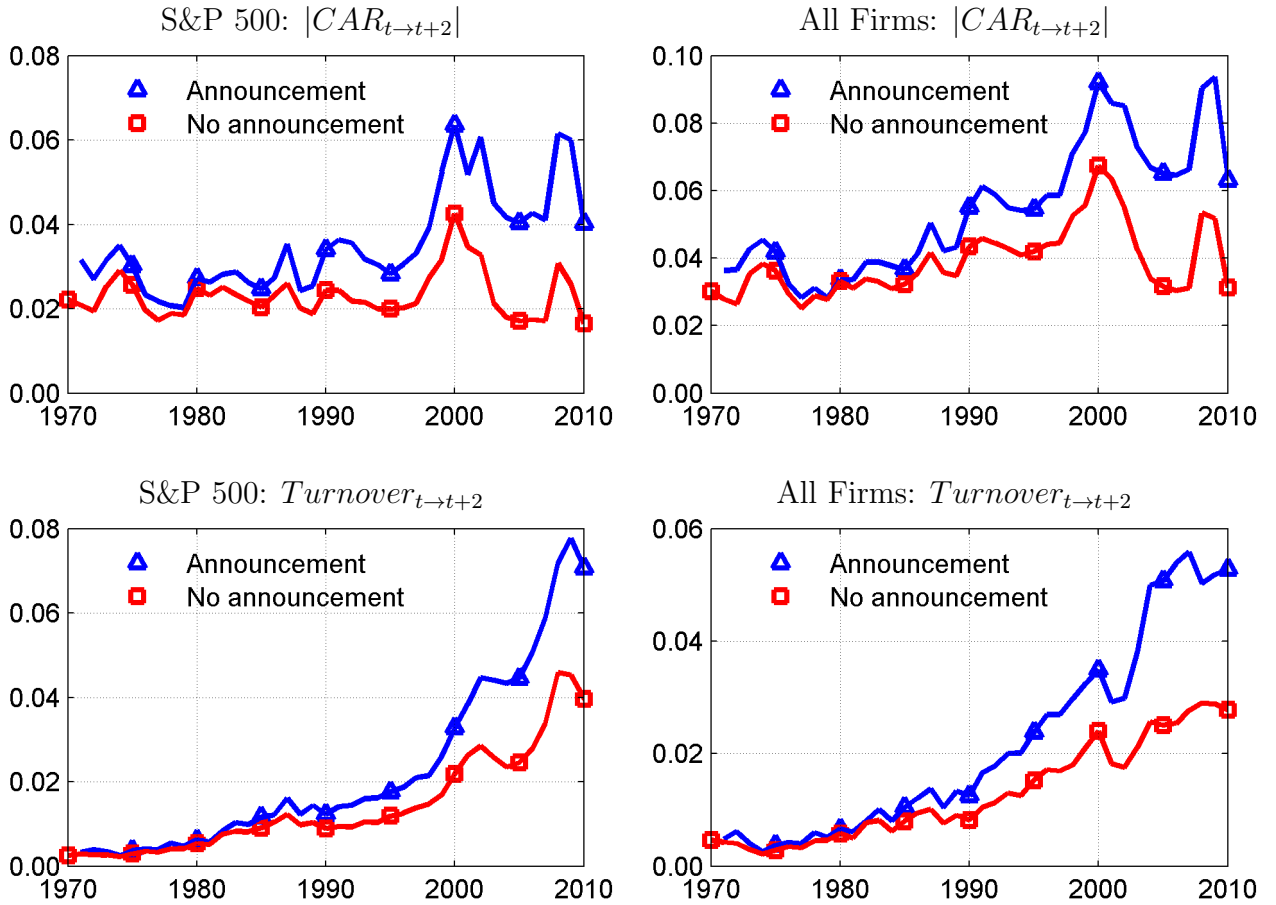 S&P 500: |CAR_{t→t+2}|
0.08
0.06
0.04
0.02
0.00
Announcement
No announcement
1970 1980 1990 2000 2010
All Firms: |CAR_{t→t+2}|
0.10
0.08
0.06
0.04
0.02
0.00
Announcement
No announcement
1970 1980 1990 2000 2010
S&P 500: Turnover_{t→t+2}
0.08
0.06
0.04
0.02
0.00
Announcement
No announcement
1970 1980 1990 2000 2010
All Firms: Turnover_{t→t+2}
0.06
0.04
0.02
0.00
Announcement
No announcement
1970 1980 1990 2000 2010